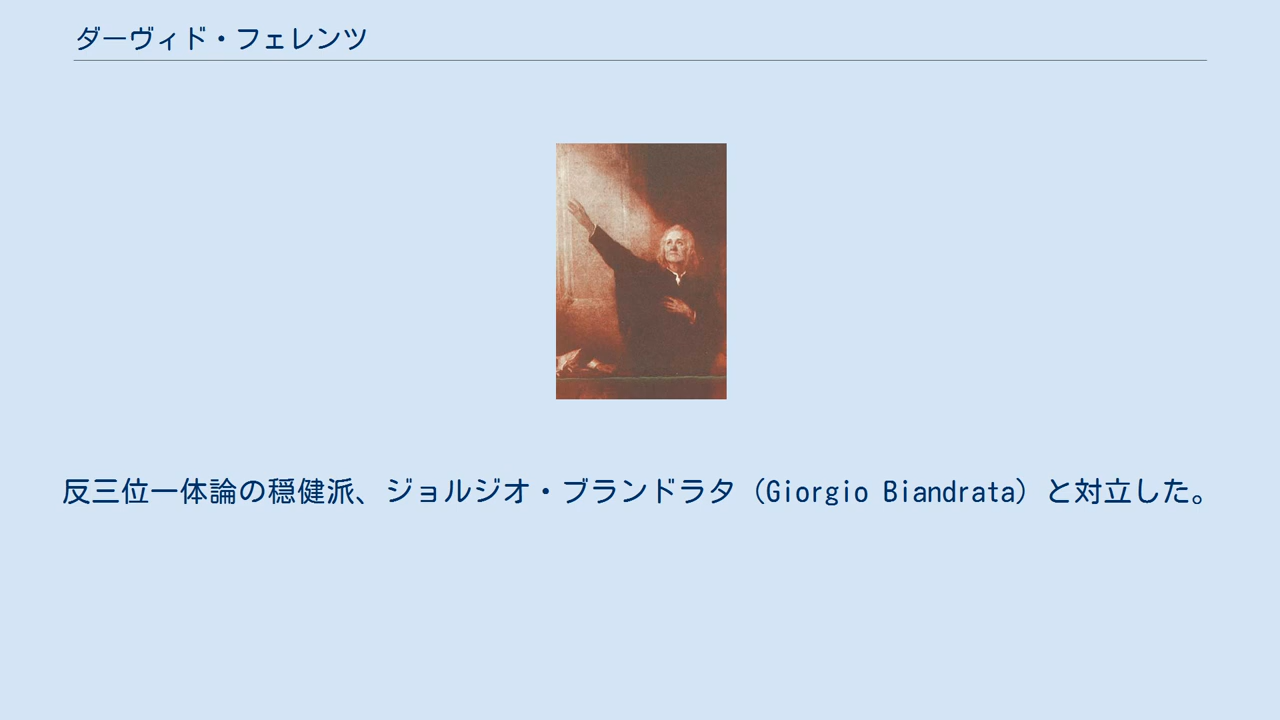 ダーヴィド・フェレンツ
反三位一体論の穏健派、ジョルジオ・ブランドラタ（Giorgio Biandrata）と対立した。